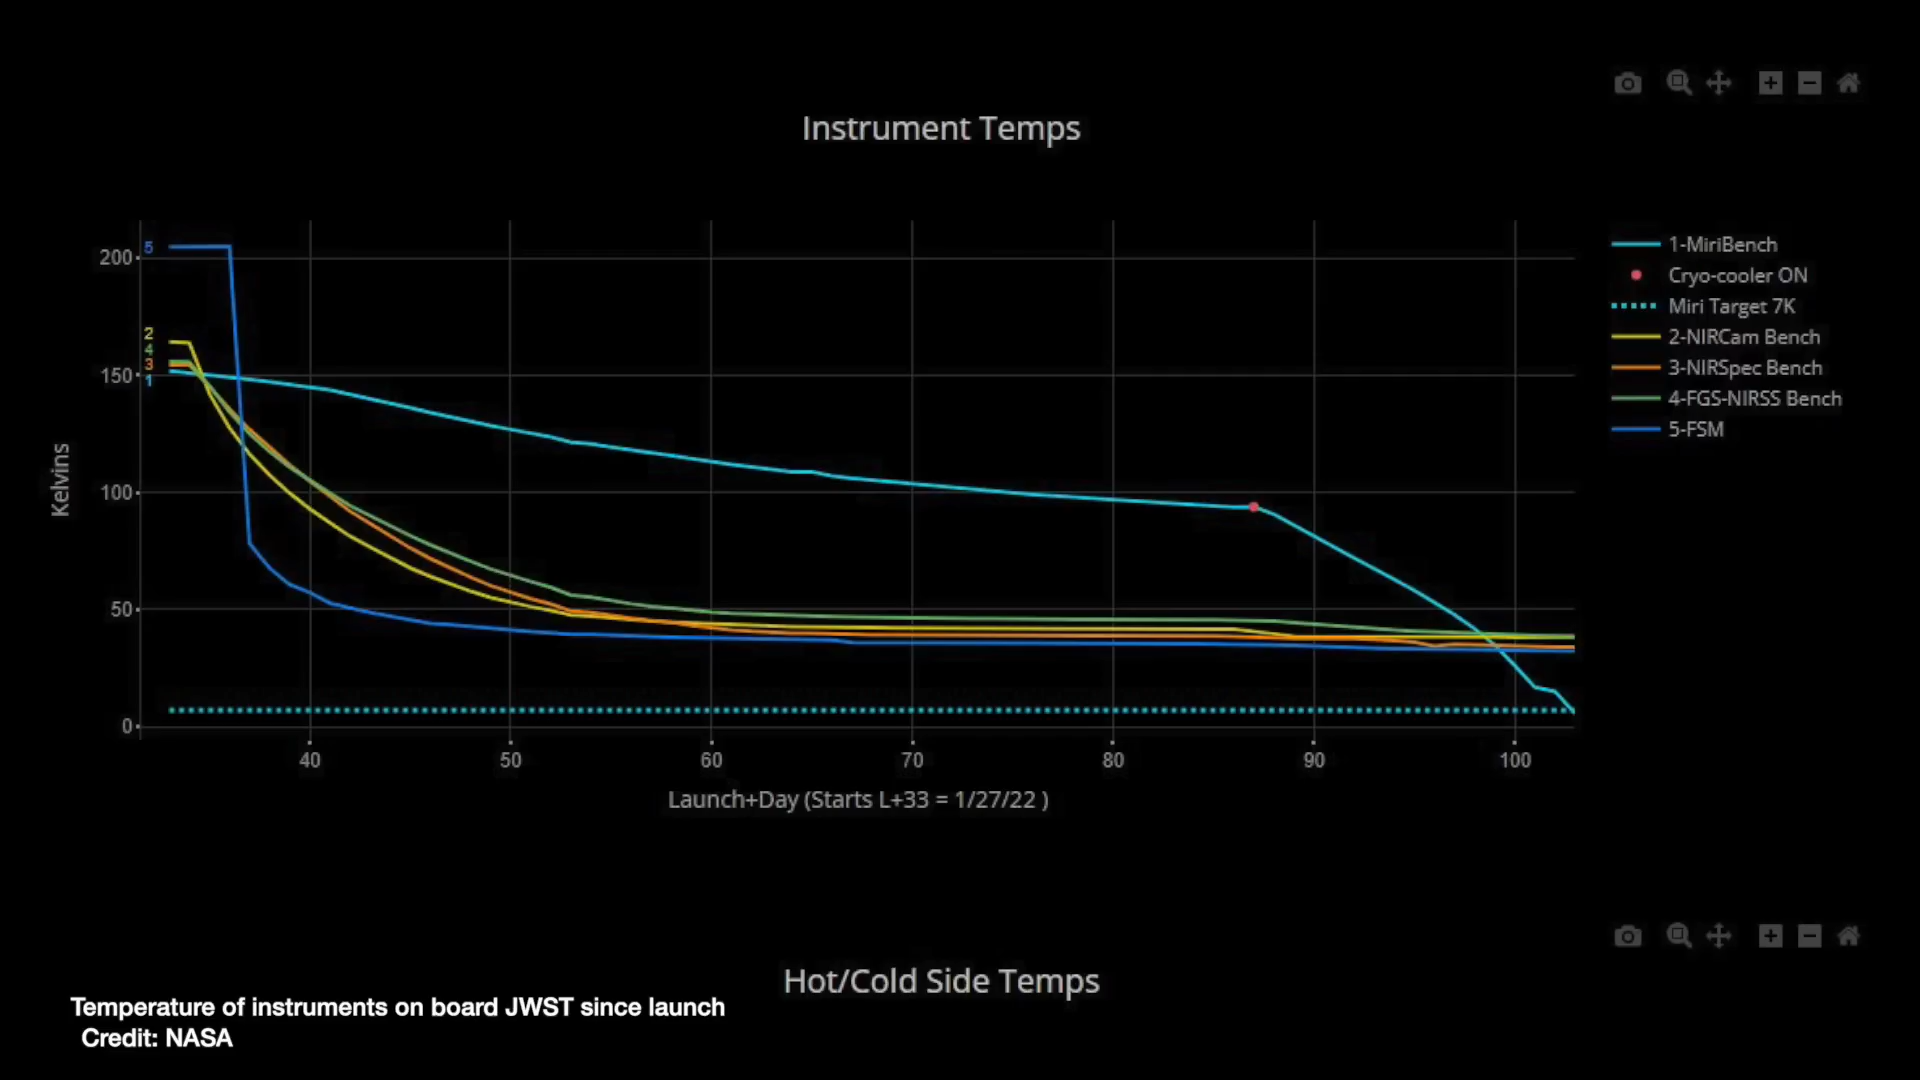 Instrument Temps
200
150
100
50
0
5
2
4
3
1
Kelvins
40 50 60 70 80 90 100
Launch+Day (Starts L+33 = 1/27/22 )
1-MiriBench
Cryo-cooler ON
Miri Target 7K
2-NIRCam Bench
3-NIRSpec Bench
4-FGS-NIRSS Bench
5-FSM
Hot/Cold Side Temps
Temperature of instruments on board JWST since launch
Credit: NASA